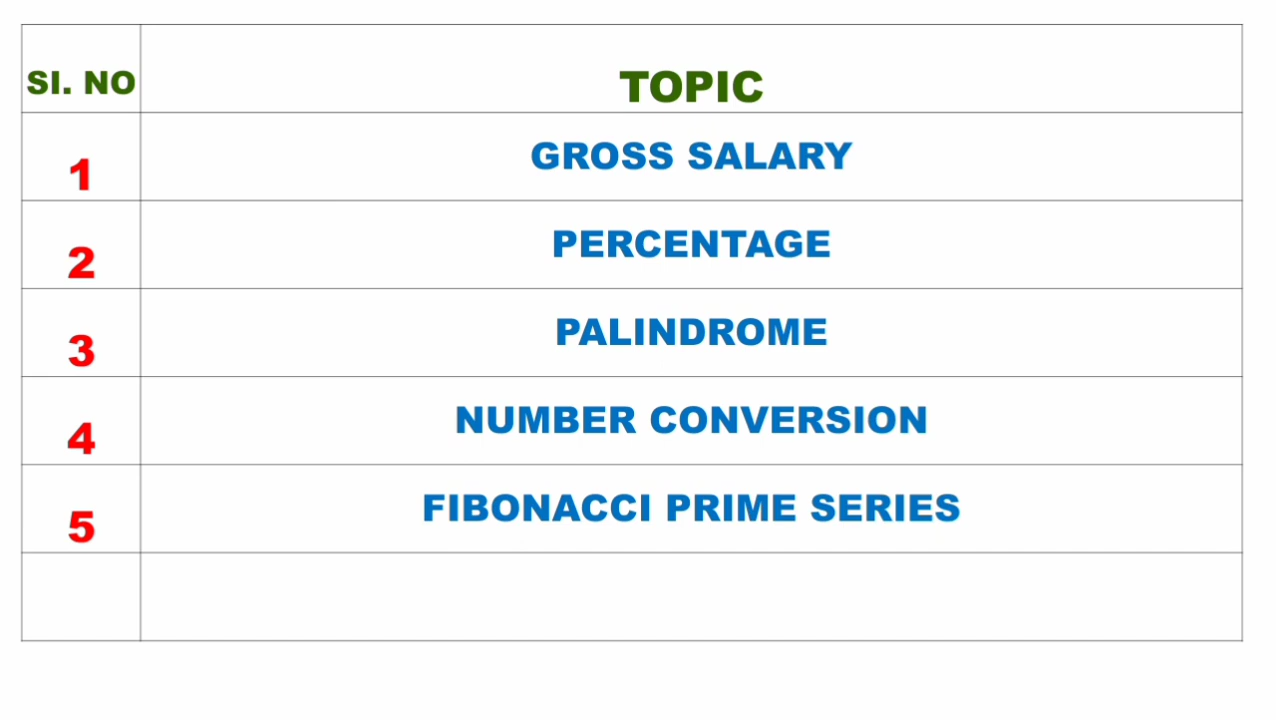 SI. NO TOPIC
1 GROSS SALARY
2 PERCENTAGE
3 PALINDROME
4 NUMBER CONVERSION
5 FIBONACCI PRIME SERIES